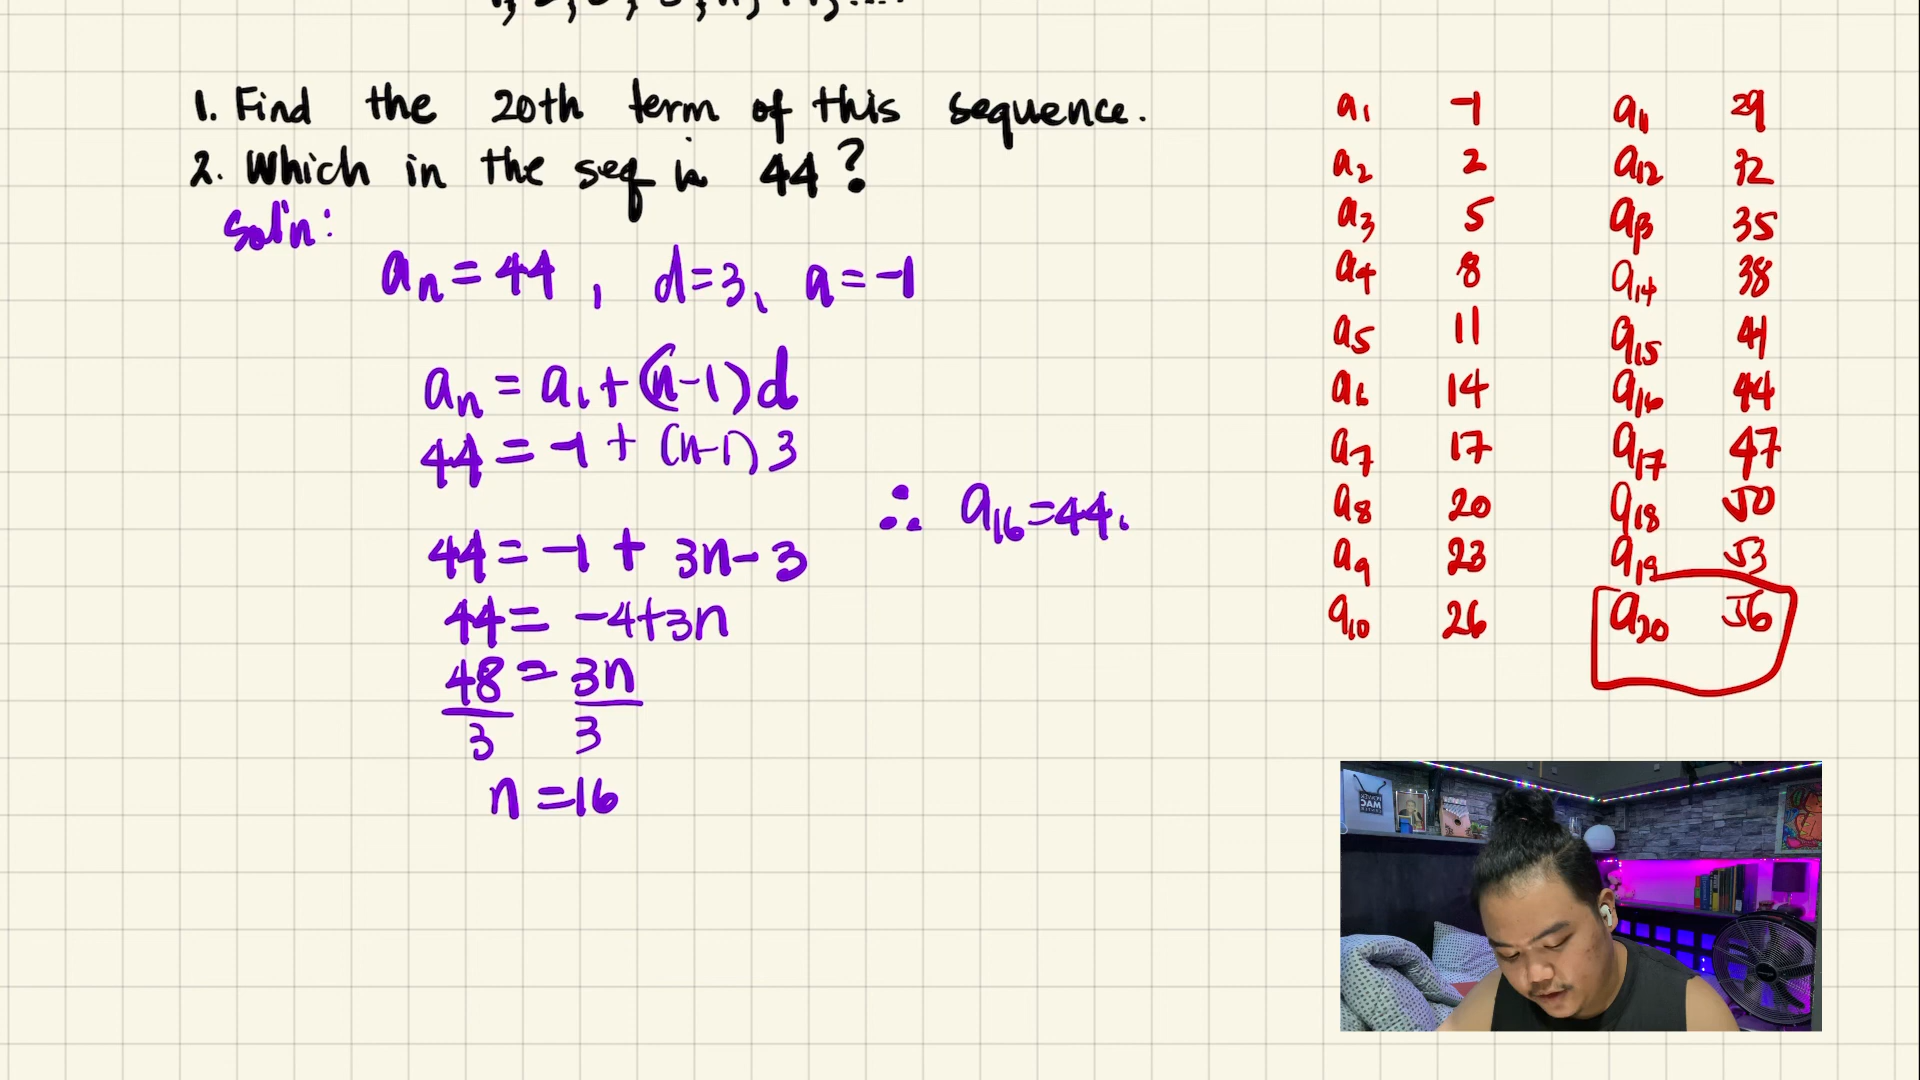 1. Find the 20th term of this sequence.
2. Which in the seq is 44?
Sol'n:
an = 44, d=3, a=-1
an = a1 + (n-1)d
44 = -1 + (n-1)3
44 = -1 + 3n - 3
44 = -4+3n
48 = 3n
3 3
n = 16
∴ a16=44.
a1 -1
a2 2
a3 5
a4 8
a5 11
a6 14
a7 17
a8 20
a9 23
a10 26
a11 29
a12 32
a13 35
a14 38
a15 41
a16 44
a17 47
a18 50
a19 53
a20 56